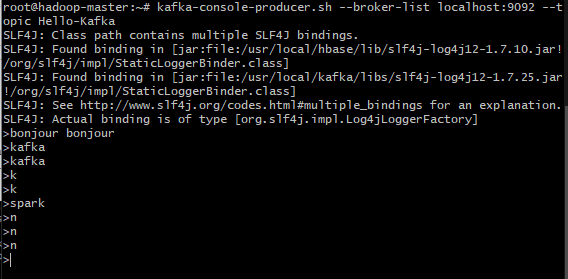 root@hadoop-master:~# kafka-console-producer.sh --broker-list localhost:9092 --t
opic Hello-Kafka
SLF4J: Class path contains multiple SLF4J bindings.
SLF4J: Found binding in [jar:file:/usr/local/hbase/lib/slf4j-log4j12-1.7.10.jar!
/org/slf4j/impl/StaticLoggerBinder.class]
SLF4J: Found binding in [jar:file:/usr/local/kafka/libs/slf4j-log4j12-1.7.25.jar
!/org/slf4j/impl/StaticLoggerBinder.class]
SLF4J: See http://www.slf4j.org/codes.html#multiple_bindings for an explanation.
SLF4J: Actual binding is of type [org.slf4j.impl.Log4jLoggerFactory]
>bonjour bonjour
>kafka
>kafka
>k
>k
>spark
>n
>n
>n
>